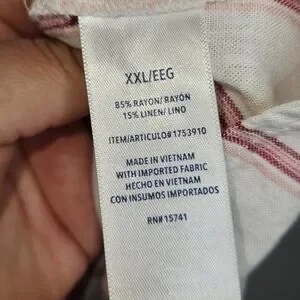 XXL/EEG
85% RAYON/ RAYÓN
15% LINEN/ LINO
ITEM/ARTICULO#1753910
MADE IN VIETNAM
WITH IMPORTED FABRIC
HECHO EN VIETNAM
CON INSUMOS IMPORTADOS
RN#15741